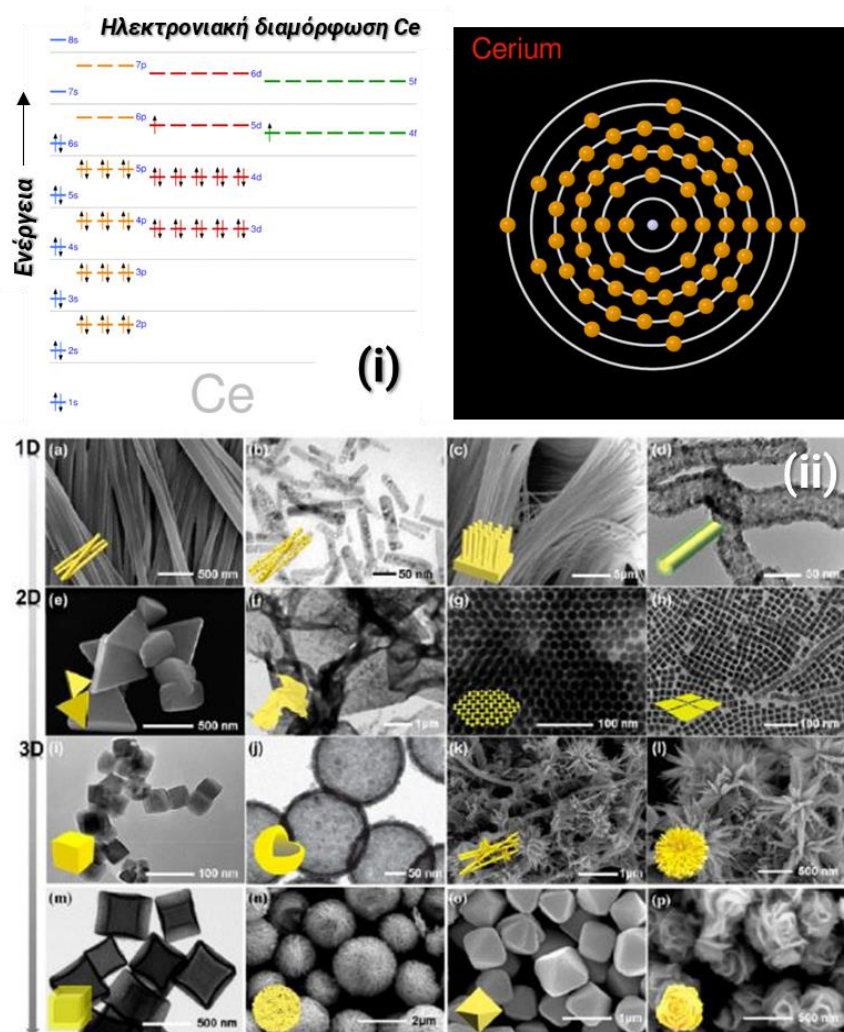 Ηλεκτρονιακή διαμόρφωση Ce
Ενέργεια
8s
7p
6d
5f
7s
6p
5d
4f
6s
5p
4d
5s
4p
3d
4s
3p
3s
2p
2s
1s
Ce
(i)
Cerium
1D
(a)
500 nm
(b)
50 nm
(c)
5μm
(d)
50 nm
(ii)
2D
(e)
500 nm
(f)
1μm
(g)
100 nm
(h)
100 nm
3D
(i)
100 nm
(j)
50 nm
(k)
1μm
(l)
500 nm
(m)
500 nm
(n)
2μm
(o)
1μm
(p)
500 nm